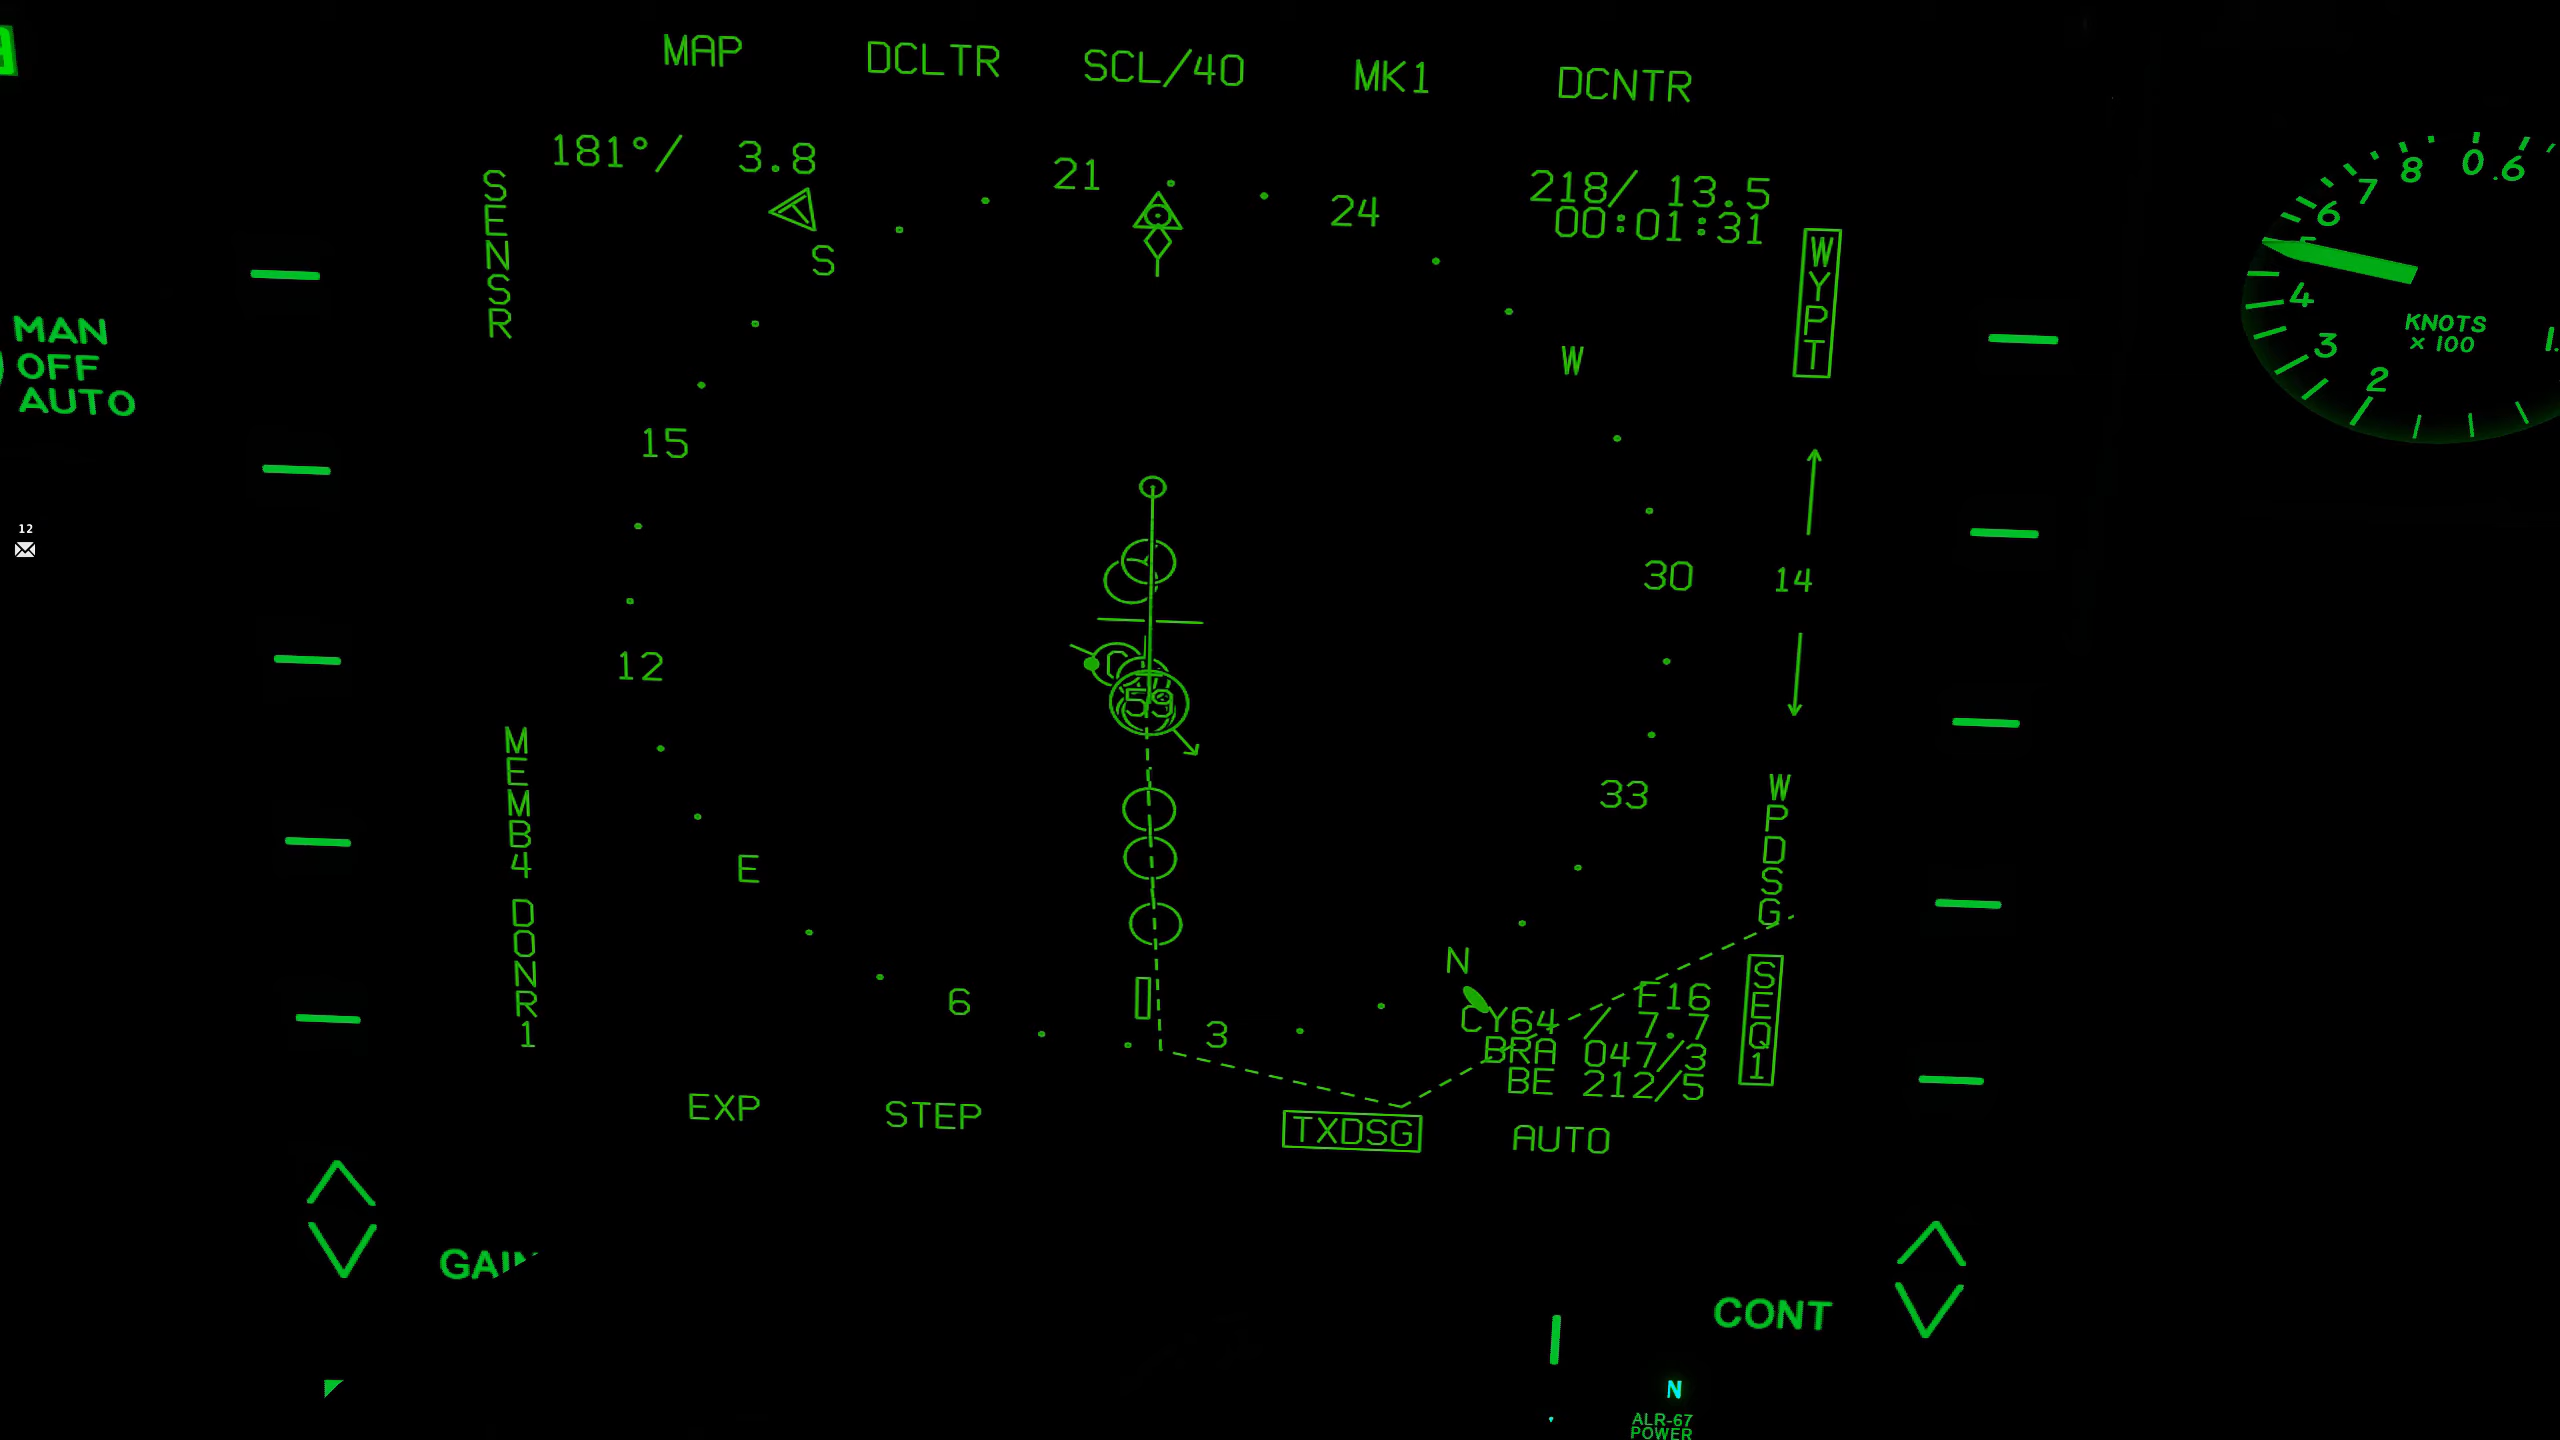 MAP DCLTR SCL/40 MK1 DCNTR
181°/ 3.8
21
24
218/ 13.5
00:01:31
SENSR
S
T
WYPT
W
15
30
14
12
C
59
MEMB4 DONR1
33
WPDSG
E
N
6
3
F16
CY64 / 7.7
BRA 047/3
BE 212/5
SEQ1
EXP STEP TXDSG AUTO
MAN
OFF
AUTO
12
8 0 .6
7
6
5
4
3
2
1.
KNOTS
× 100
CONT
N
ALR-67
POWER